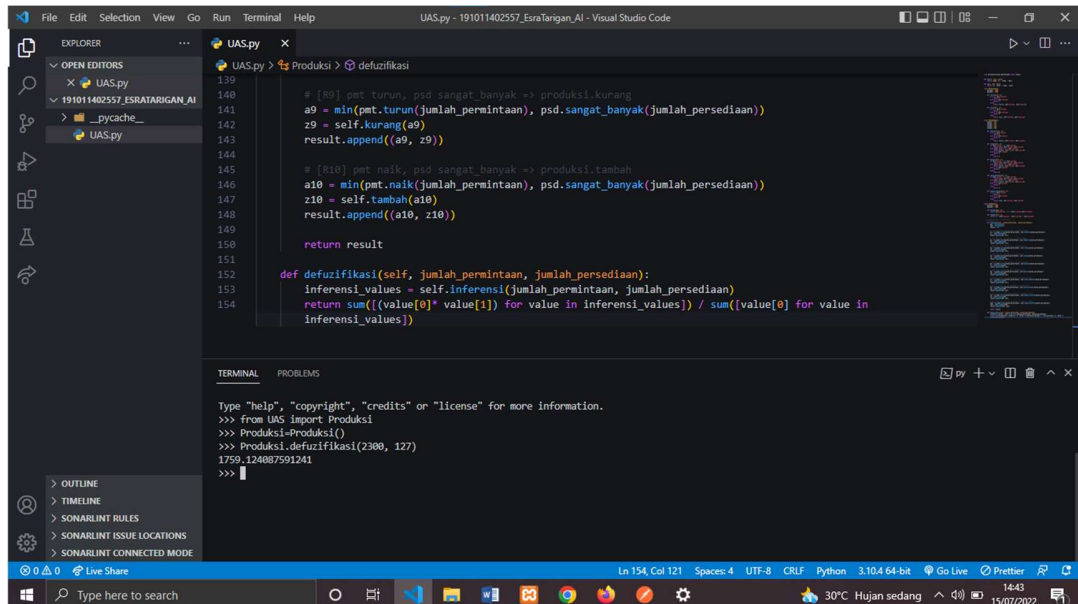 File Edit Selection View Go Run Terminal Help UAS.py - 191011402557_EsraTarigan_AI - Visual Studio Code
EXPLORER ...
OPEN EDITORS
UAS.py
191011402557_ESRATARIGAN_AI
__pycache__
UAS.py
OUTLINE
TIMELINE
SONARLINT RULES
SONARLINT ISSUE LOCATIONS
SONARLINT CONNECTED MODE
UAS.py ×
UAS.py > Produksi > defuzifikasi
139
140 # [R9] pmt turun, psd sangat_banyak => produksi.kurang
141 a9 = min(pmt.turun(jumlah_permintaan), psd.sangat_banyak(jumlah_persediaan))
142 z9 = self.kurang(a9)
143 result.append((a9, z9))
144
145 # [R10] pmt naik, psd sangat_banyak => produksi.tambah
146 a10 = min(pmt.naik(jumlah_permintaan), psd.sangat_banyak(jumlah_persediaan))
147 z10 = self.tambah(a10)
148 result.append((a10, z10))
149
150 return result
151
152 def defuzifikasi(self, jumlah_permintaan, jumlah_persediaan):
153 inferensi_values = self.inferensi(jumlah_permintaan, jumlah_persediaan)
154 return sum([(value[0]* value[1]) for value in inferensi_values]) / sum([value[0] for value in
inferensi_values])
TERMINAL PROBLEMS
py
Type "help", "copyright", "credits" or "license" for more information.
>>> from UAS import Produksi
>>> Produksi=Produksi()
>>> Produksi.defuzifikasi(2300, 127)
1759.124087591241
>>>
0 0 Live Share Ln 154, Col 121 Spaces: 4 UTF-8 CRLF Python 3.10.4 64-bit Go Live Prettier
Type here to search 30°C Hujan sedang 14:43
15/07/2022